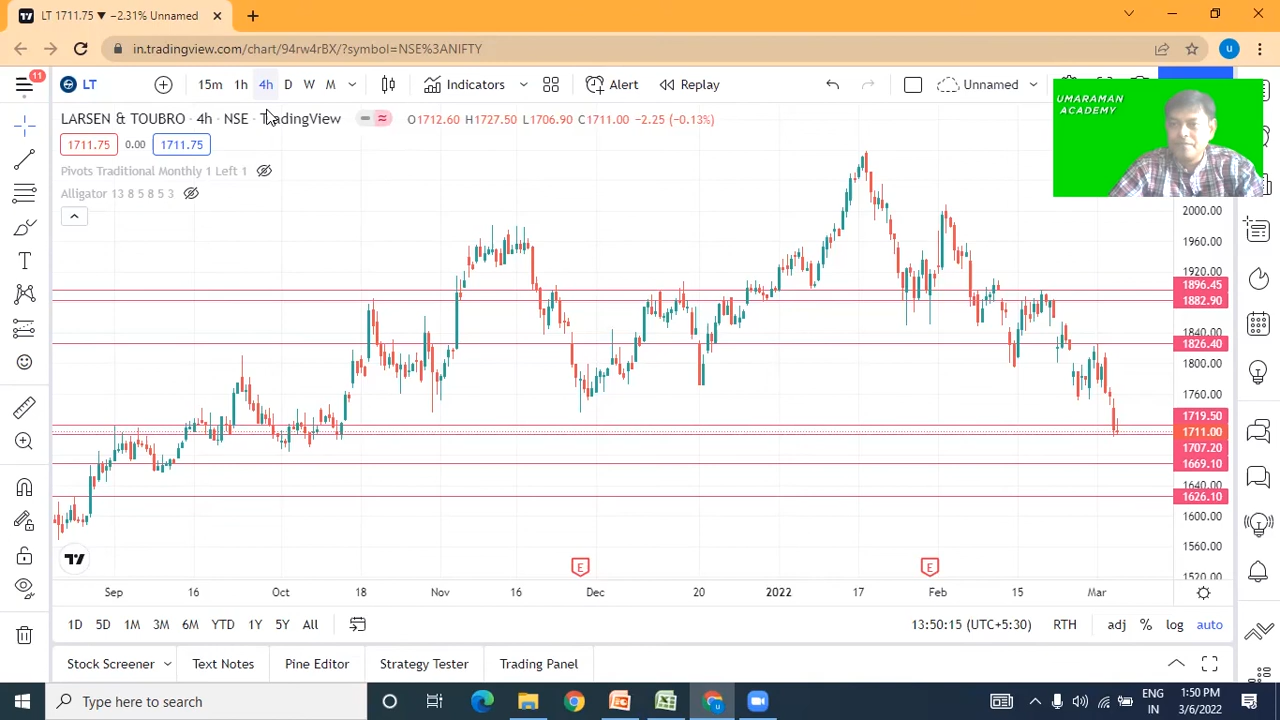 LT 1711.75 ▼ −2.31% Unnamed
in.tradingview.com/chart/94rw4rBX/?symbol=NSE%3ANIFTY
U
11
LT
15m 1h 4h D W M
Indicators
Alert
Replay
Unnamed
LARSEN & TOUBRO · 4h · NSE · TradingView
1712.60 H1727.50 L1706.90 C1711.00 −2.25 (−0.13%)
1711.75 0.00 1711.75
Pivots Traditional Monthly 1 Left 1
Alligator 13 8 5 8 5 3
UMARAMAN
ACADEMY
2000.00
1960.00
1920.00
1896.45
1882.90
1840.00
1826.40
1800.00
1760.00
1719.50
1711.00
1707.20
1669.10
1640.00
1626.10
1600.00
1560.00
1520.00
E E
Sep 16 Oct 18 Nov 16 Dec 20 2022 17 Feb 15 Mar
1D 5D 1M 3M 6M YTD 1Y 5Y All
13:50:15 (UTC+5:30) RTH adj % log auto
Stock Screener Text Notes Pine Editor Strategy Tester Trading Panel
Type here to search
ENG
IN
1:50 PM
3/6/2022